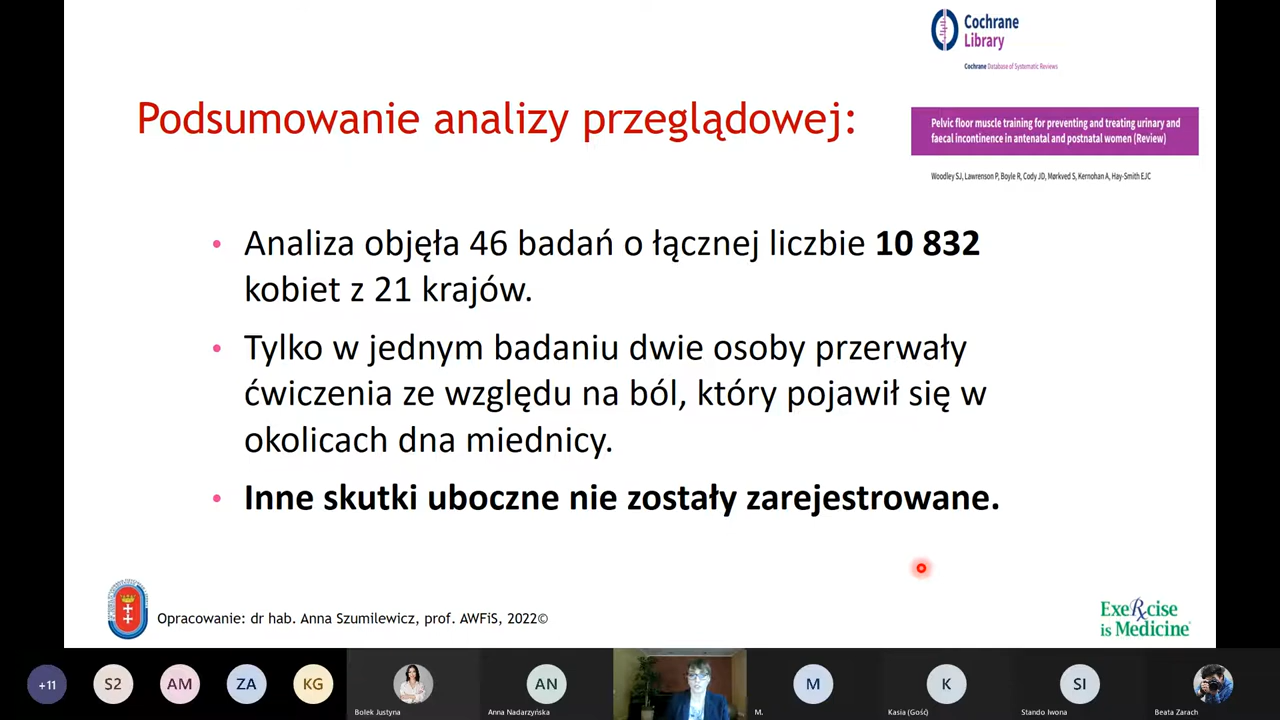 Cochrane
Library
Cochrane Database of Systematic Reviews
Podsumowanie analizy przeglądowej:
Pelvic floor muscle training for preventing and treating urinary and
faecal incontinence in antenatal and postnatal women (Review)
Woodley SJ, Lawrenson P, Boyle R, Cody JD, Mørkved S, Kernohan A, Hay-Smith EJC
• Analiza objęła 46 badań o łącznej liczbie 10 832
kobiet z 21 krajów.
• Tylko w jednym badaniu dwie osoby przerwały
ćwiczenia ze względu na ból, który pojawił się w
okolicach dna miednicy.
• Inne skutki uboczne nie zostały zarejestrowane.
Opracowanie: dr hab. Anna Szumilewicz, prof. AWFiS, 2022©
ExeRcise
is Medicine®
+11
S2
AM
ZA
KG
AN
M
K
SI
Bolek Justyna
Anna Nadarzyńska
M.
Kasia (Gość)
Stando Iwona
Beata Zarach